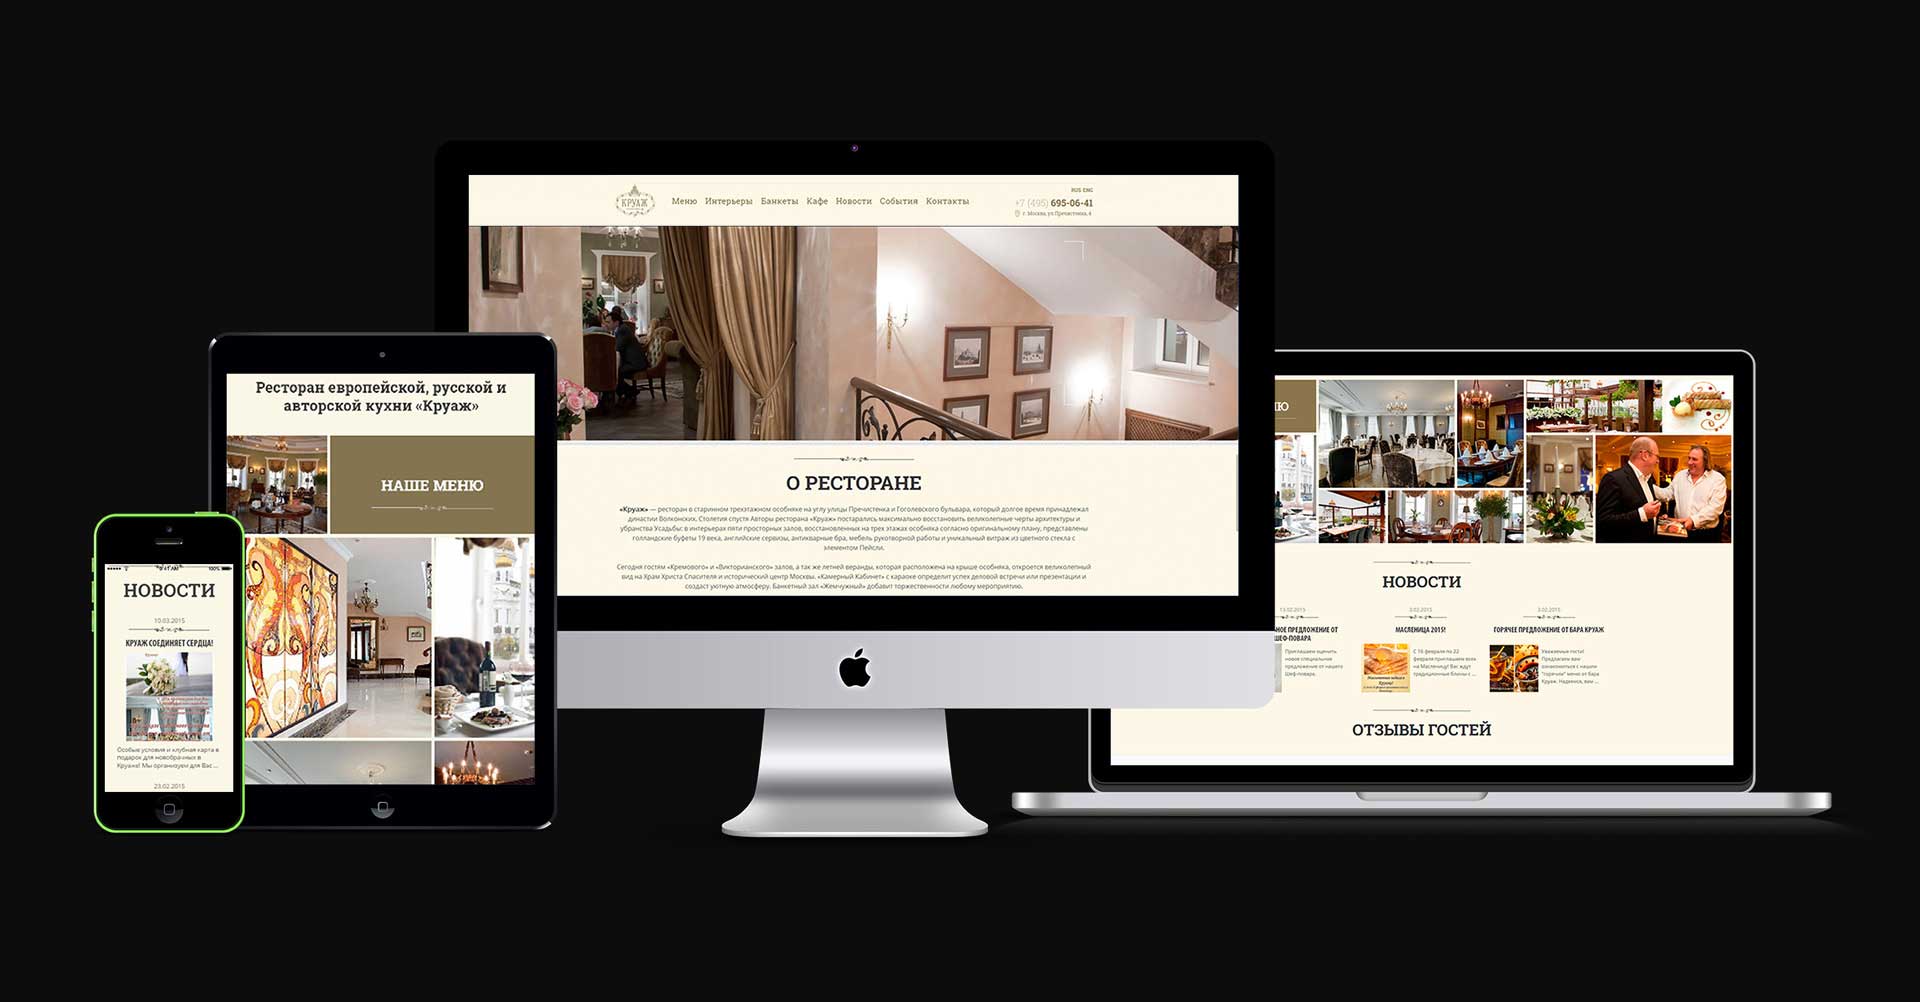 КРУАЖ
Меню Интерьеры Банкеты Кафе Новости События Контакты
RUS ENG
+7 (495) 695-06-41
г. Москва, ул.Пречистенка, 4
О РЕСТОРАНЕ
«Круаж» — ресторан в старинном трехэтажном особняке на углу улицы Пречистенка и Гоголевского бульвара, который долгое время принадлежал
династии Волконских. Столетия спустя Авторы ресторана «Круаж» постарались максимально восстановить великолепные черты архитектуры и
убранства Усадьбы: в интерьерах пяти просторных залов, восстановленных на трех этажах особняка согласно оригинальному плану, представлены
голландские буфеты 19 века, английские сервизы, антикварные бра, мебель рукотворной работы и уникальный витраж из цветного стекла с
элементом Пейсли.
Сегодня гостям «Кремового» и «Викторианского» залов, а так же летней веранды, которая расположена на крыше особняка, откроется великолепный
вид на Храм Христа Спасителя и исторический центр Москвы. «Камерный Кабинет» с караоке определит успех деловой встречи или презентации и
создаст уютную атмосферу. Банкетный зал «Жемчужный» добавит торжественности любому мероприятию.
Ресторан европейской, русской и
авторской кухни «Круаж»
НАШЕ МЕНЮ
9:41 AM 100%
НОВОСТИ
10.03.2015
КРУАЖ СОЕДИНЯЕТ СЕРДЦА!
Особые условия и клубная карта в
подарок для новобрачных в
Круаже! Мы организуем для Вас ...
23.02.2015
Ю
НОВОСТИ
13.02.2015
НОЕ ПРЕДЛОЖЕНИЕ ОТ
ШЕФ-ПОВАРА
Приглашаем оценить
новое специальное
предложение от нашего
Шеф-повара.
3.02.2015
МАСЛЕНИЦА 2015!
С 16 февраля по 22
февраля приглашаем всех
на Масленицу! Вас ждут
традиционные блины с ...
3.02.2015
ГОРЯЧЕЕ ПРЕДЛОЖЕНИЕ ОТ БАРА КРУАЖ
Уважаемые гости!
Предлагаем вам
ознакомиться с нашим
"горячим" меню от бара
Круаж. Надеемся, вам ...
ОТЗЫВЫ ГОСТЕЙ